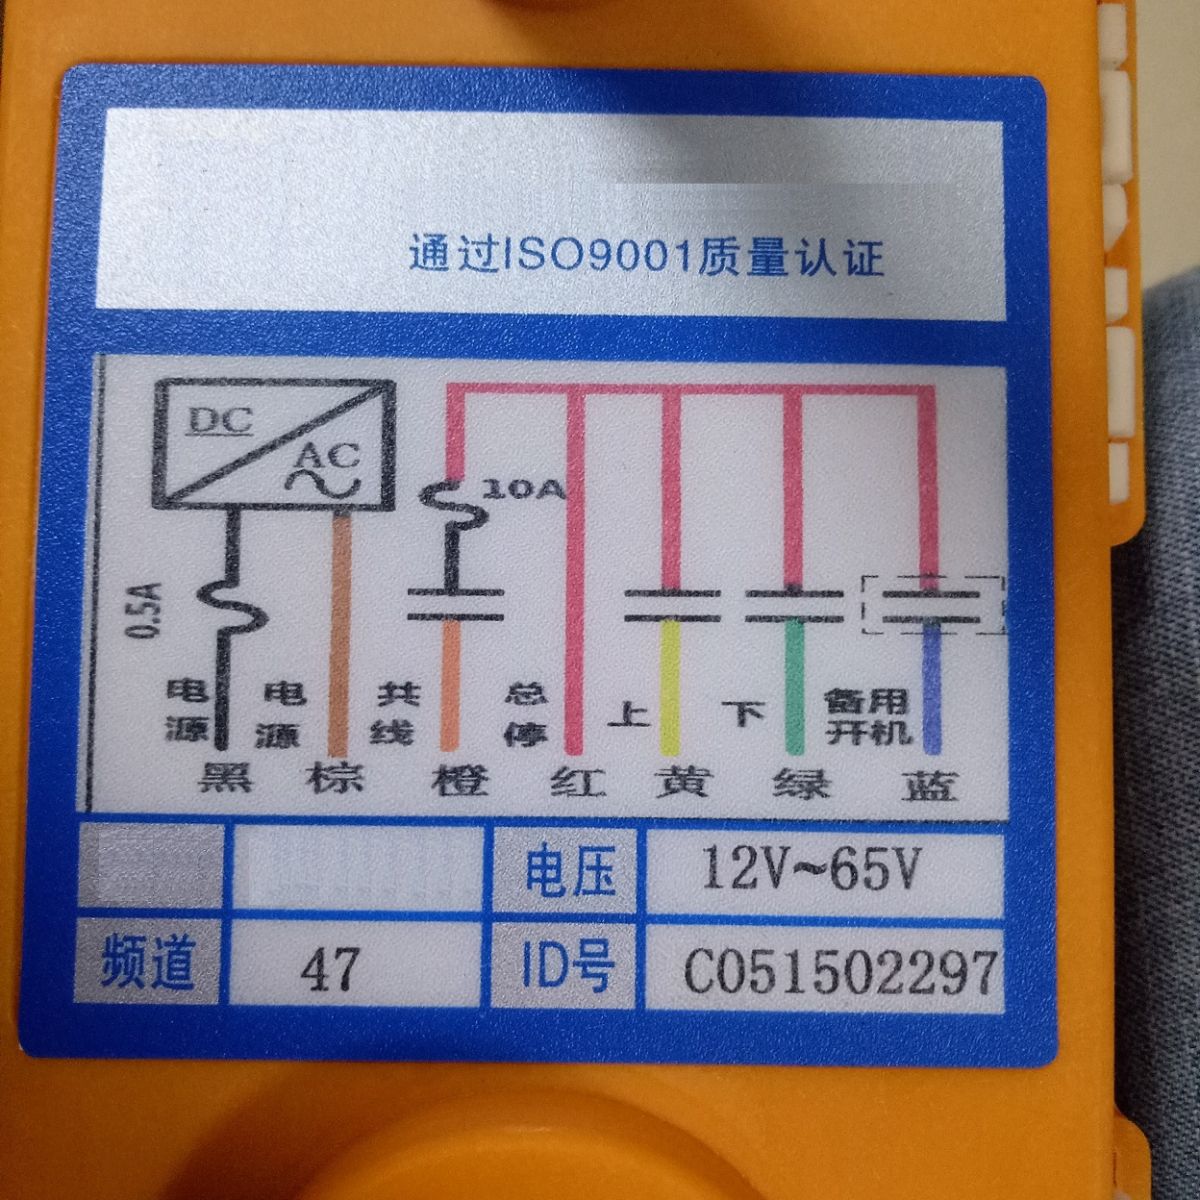 通过ISO9001质量认证
DC
AC
10A
0.5A
电源
电源
共线
总停
上
下
备用开机
黑
棕
橙
红
黄
绿
蓝
电压
12V~65V
频道
47
ID号
C051502297